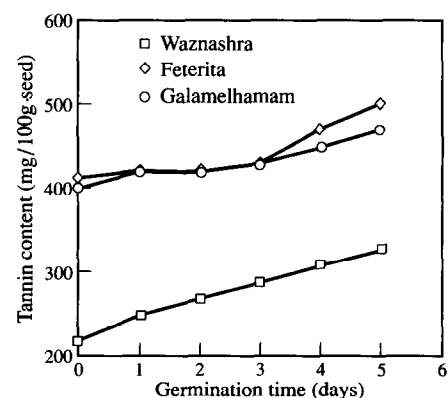 600
500
400
300
200
Tannin content (mg/100g-seed)
Waznashra
Feterita
Galamelhamam
0 1 2 3 4 5 6
Germination time (days)